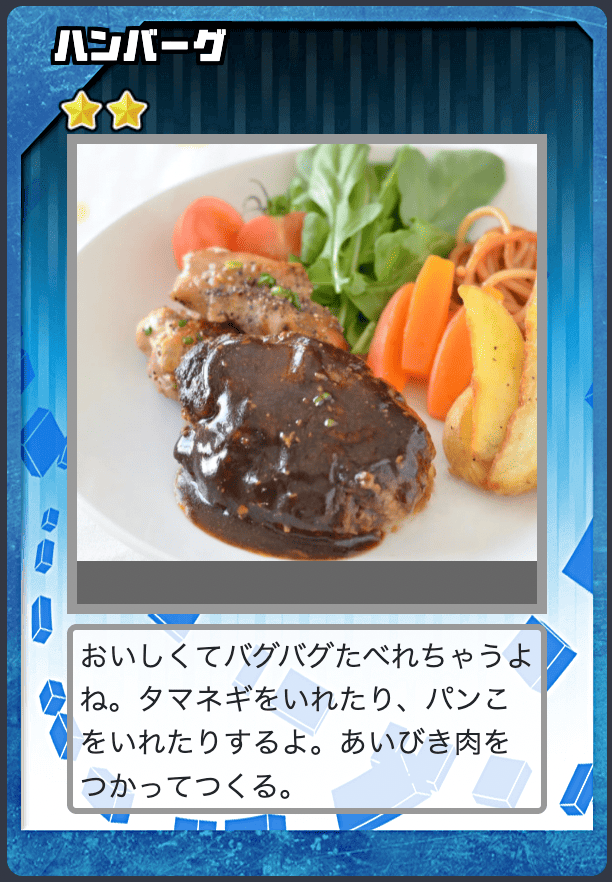 ハンバーグ
おいしくてバグバグたべれちゃうよ
ね。タマネギをいれたり、パンこ
をいれたりするよ。あいびき肉を
つかってつくる。